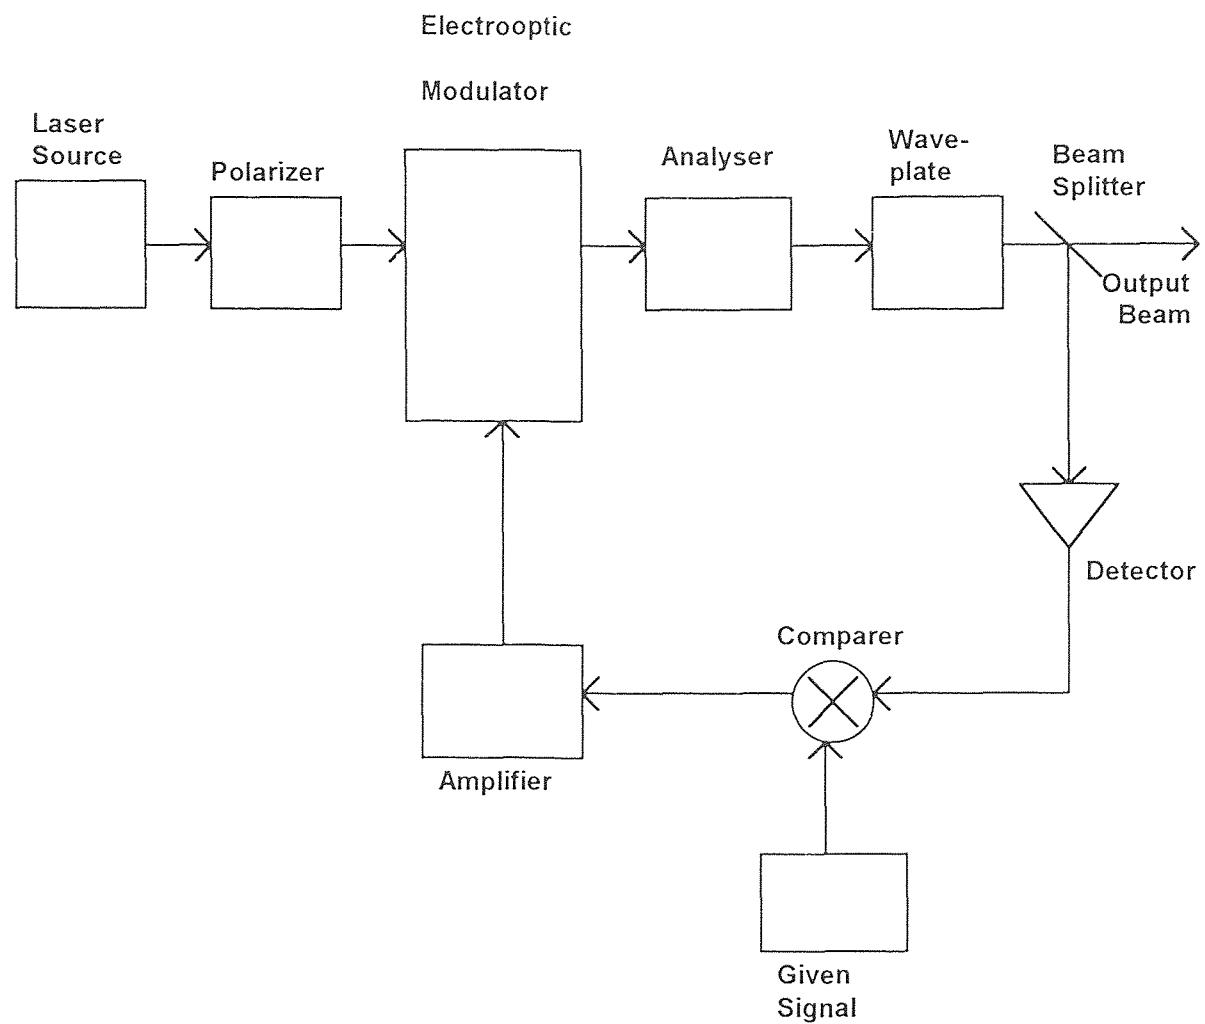 Electrooptic
Modulator
Laser
Source
Polarizer
Analyser
Wave-
plate
Beam
Splitter
Output
Beam
Detector
Comparer
Amplifier
Given
Signal